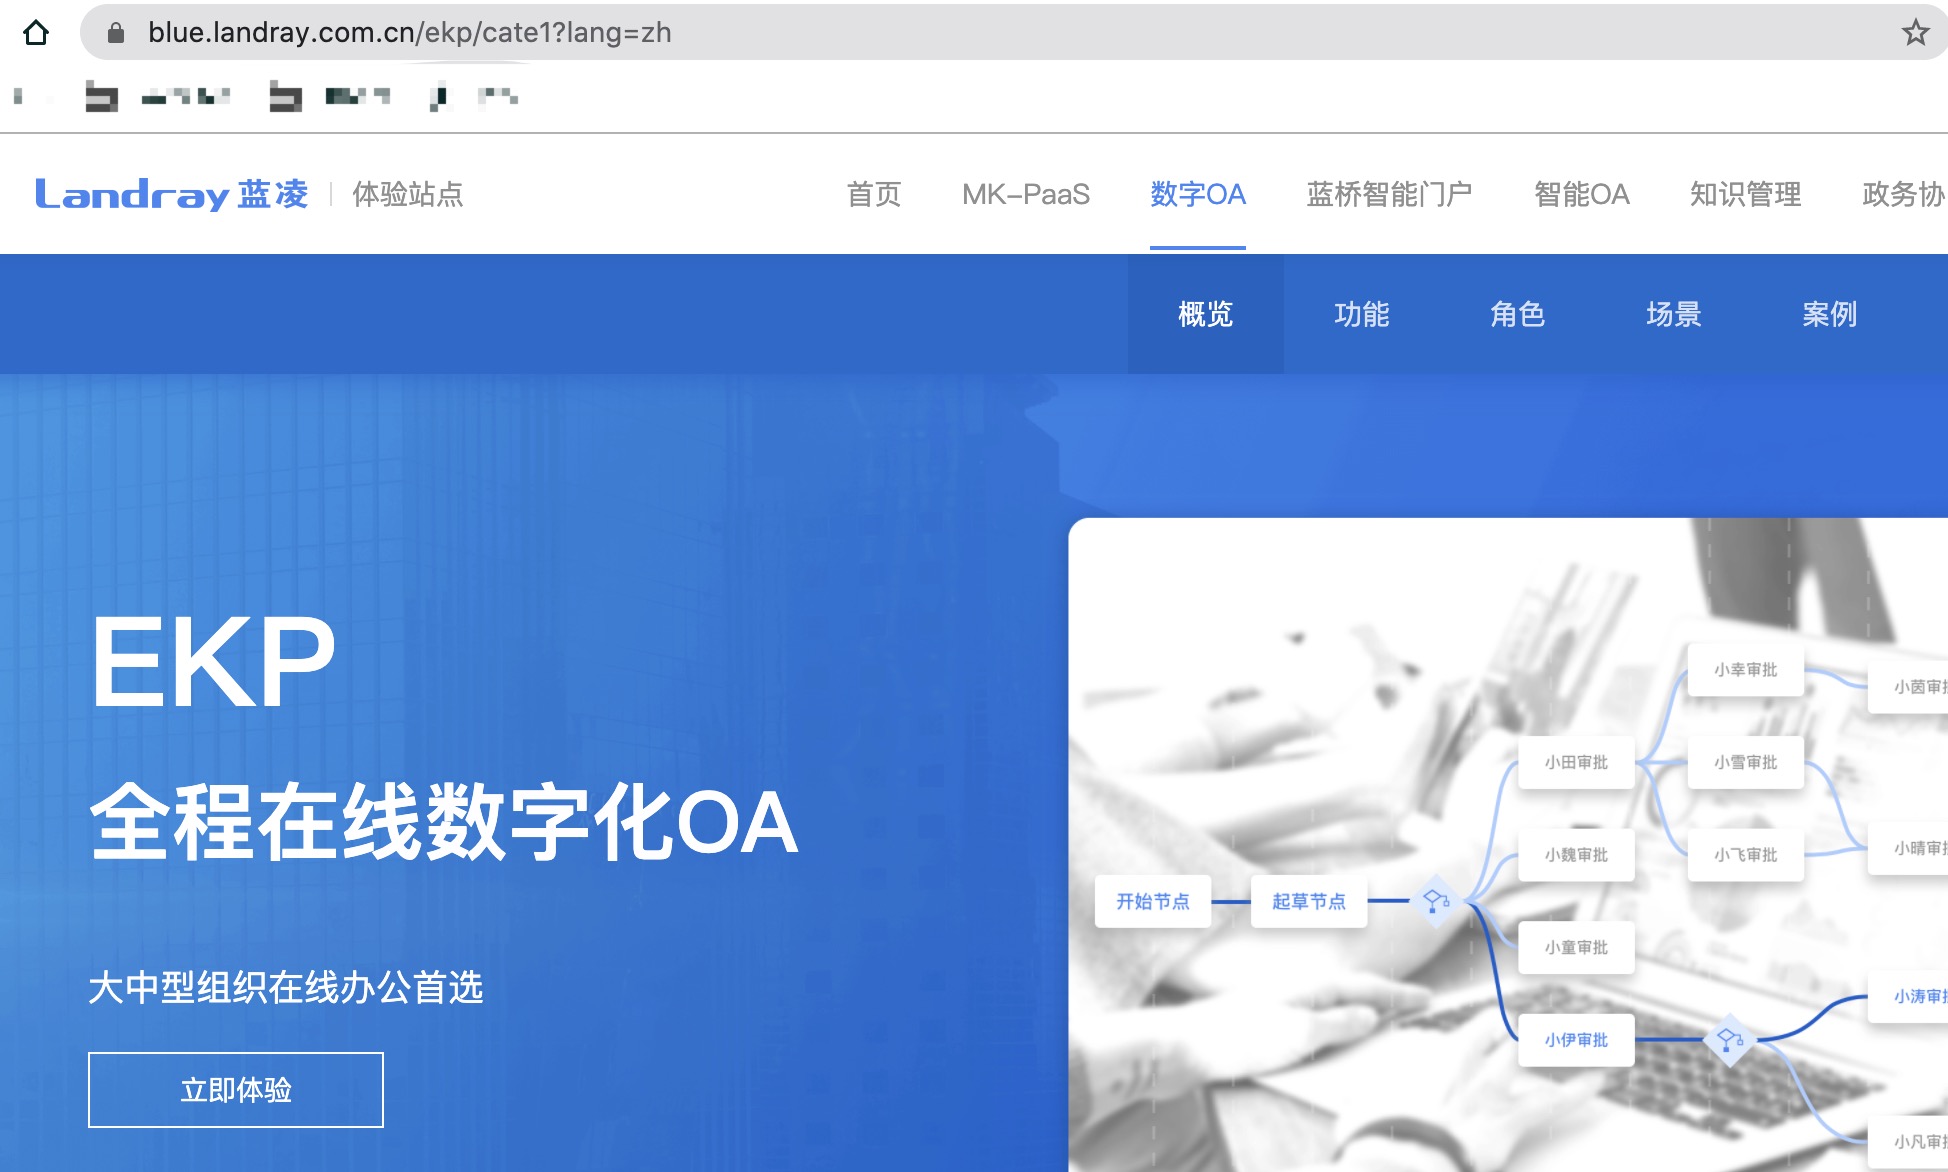 blue.landray.com.cn/ekp/cate1?lang=zh
Landray 蓝凌 体验站点 首页 MK-PaaS 数字OA 蓝桥智能门户 智能OA 知识管理 政务协
概览 功能 角色 场景 案例
EKP
全程在线数字化OA
大中型组织在线办公首选
立即体验
小幸审批
小茵审批
小田审批 小雪审批
小魏审批 小飞审批 小晴审批
开始节点 起草节点
小童审批
小涛审批
小伊审批
小凡审批